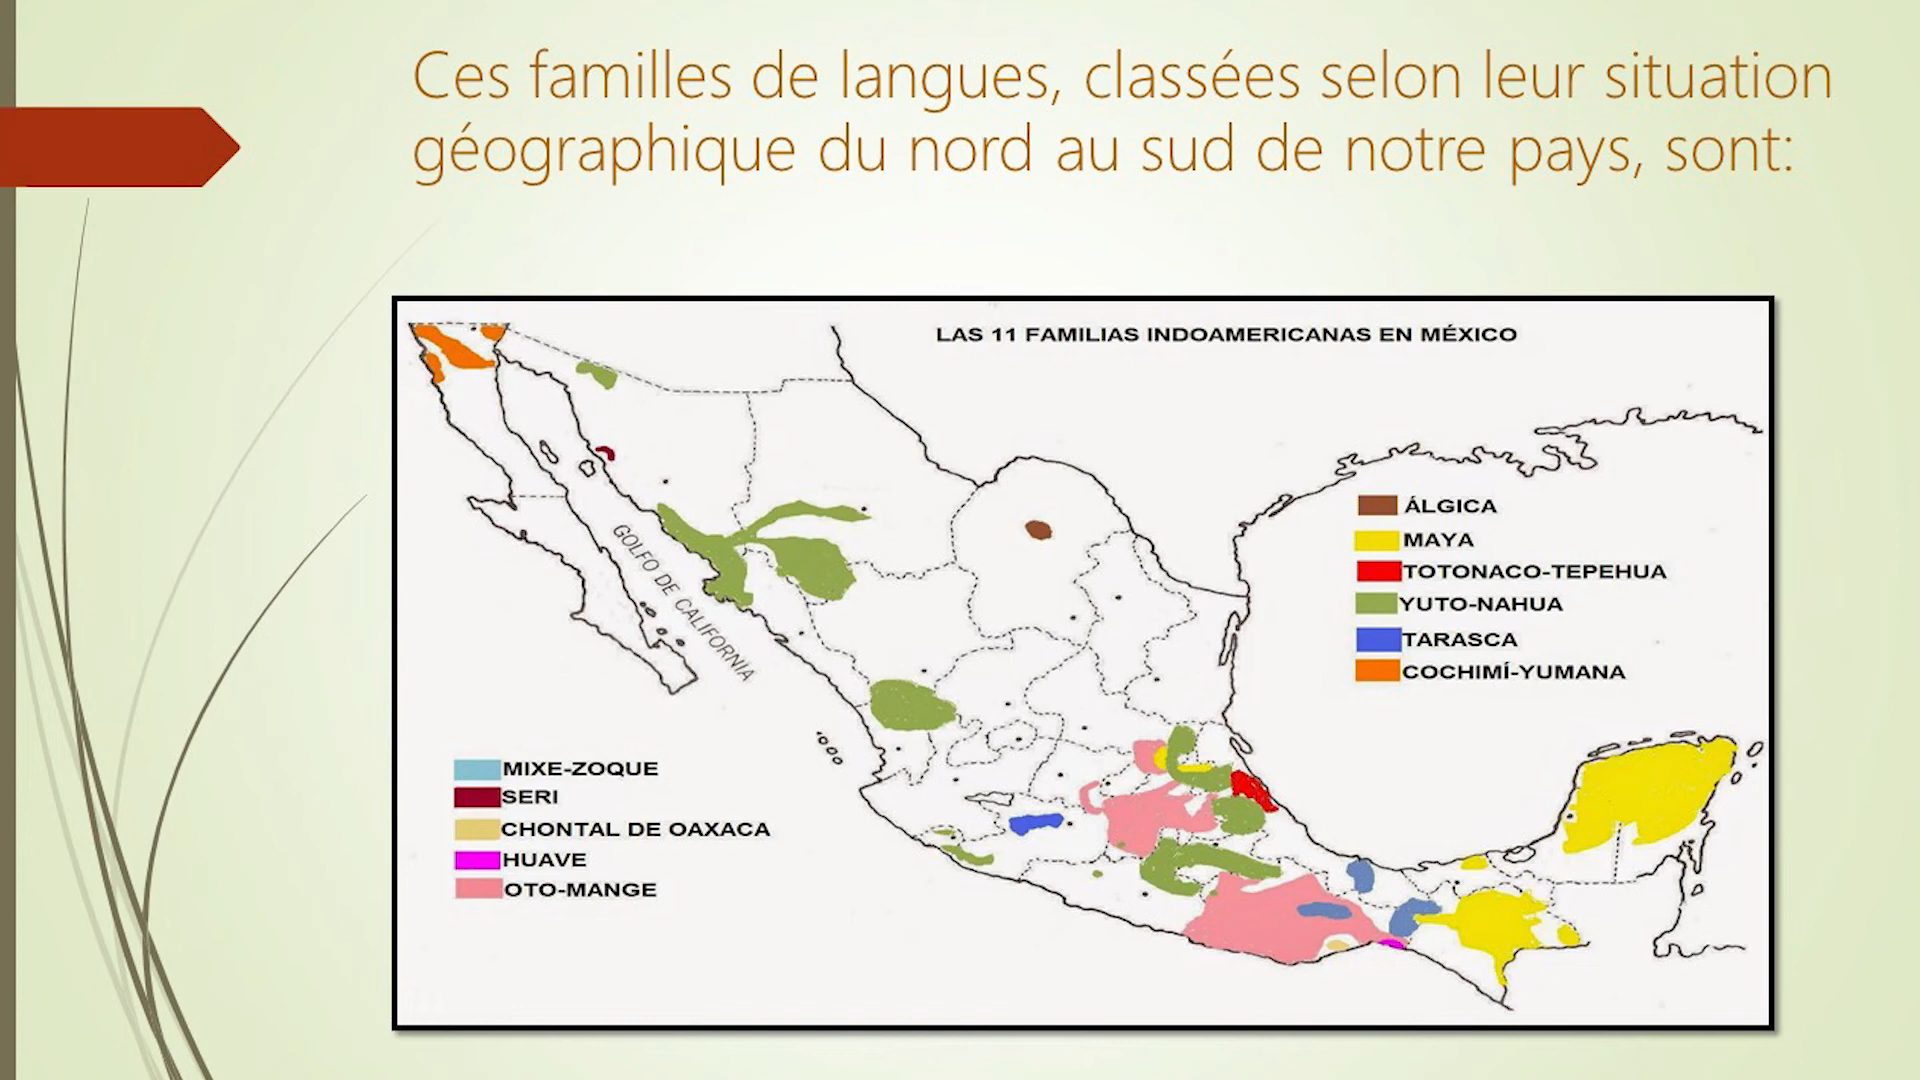 Ces familles de langues, classées selon leur situation
géographique du nord au sud de notre pays, sont:
LAS 11 FAMILIAS INDOAMERICANAS EN MÉXICO
GOLFO DE CALIFORNIA
ÁLGICA
MAYA
TOTONACO-TEPEHUA
YUTO-NAHUA
TARASCA
COCHIMÍ-YUMANA
MIXE-ZOQUE
SERI
CHONTAL DE OAXACA
HUAVE
OTO-MANGE